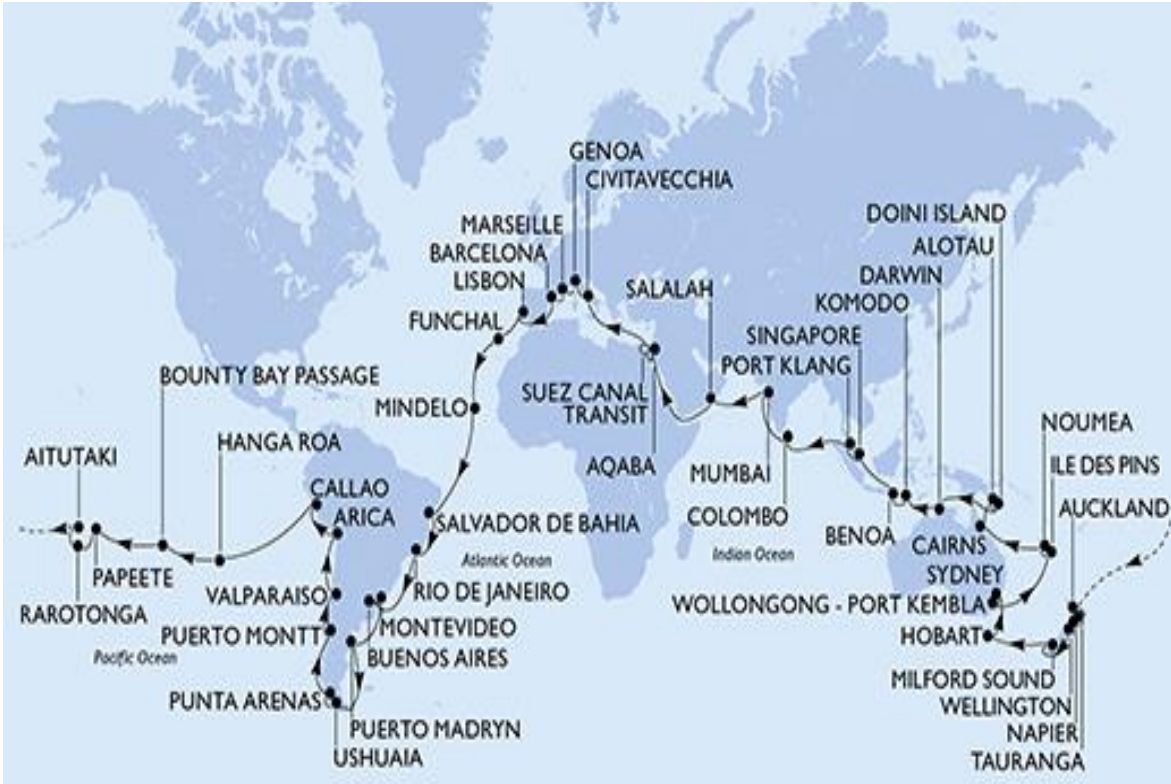 GENOA
CIVITAVECCHIA
MARSEILLE
BARCELONA
LISBON
FUNCHAL
MINDELO
SALALAH
SUEZ CANAL
TRANSIT
AQABA
SINGAPORE
PORT KLANG
KOMODO
DARWIN
ALOTAU
DOINI ISLAND
MUMBAI
COLOMBO
BENOA
CAIRNS
NOUMEA
ILE DES PINS
AUCKLAND
SYDNEY
WOLLONGONG - PORT KEMBLA
HOBART
MILFORD SOUND
WELLINGTON
NAPIER
TAURANGA
Indian Ocean
BOUNTY BAY PASSAGE
HANGA ROA
AITUTAKI
PAPEETE
RAROTONGA
Pacific Ocean
CALLAO
ARICA
VALPARAISO
PUERTO MONTT
PUNTA ARENAS
USHUAIA
PUERTO MADRYN
BUENOS AIRES
MONTEVIDEO
RIO DE JANEIRO
Atlantic Ocean
SALVADOR DE BAHIA